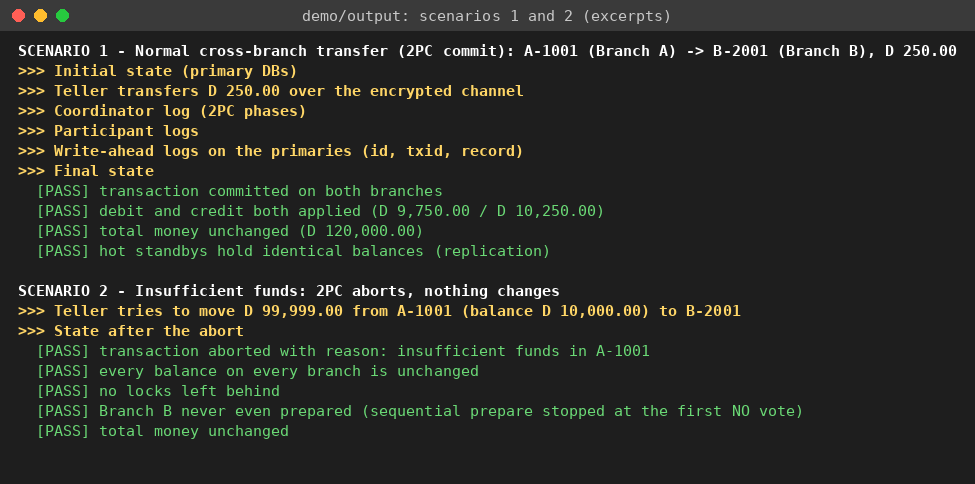 demo/output: scenarios 1 and 2 (excerpts)
SCENARIO 1 - Normal cross-branch transfer (2PC commit): A-1001 (Branch A) -> B-2001 (Branch B), D 250.00
>>> Initial state (primary DBs)
>>> Teller transfers D 250.00 over the encrypted channel
>>> Coordinator log (2PC phases)
>>> Participant logs
>>> Write-ahead logs on the primaries (id, txid, record)
>>> Final state
[PASS] transaction committed on both branches
[PASS] debit and credit both applied (D 9,750.00 / D 10,250.00)
[PASS] total money unchanged (D 120,000.00)
[PASS] hot standbys hold identical balances (replication)
SCENARIO 2 - Insufficient funds: 2PC aborts, nothing changes
>>> Teller tries to move D 99,999.00 from A-1001 (balance D 10,000.00) to B-2001
>>> State after the abort
[PASS] transaction aborted with reason: insufficient funds in A-1001
[PASS] every balance on every branch is unchanged
[PASS] no locks left behind
[PASS] Branch B never even prepared (sequential prepare stopped at the first NO vote)
[PASS] total money unchanged